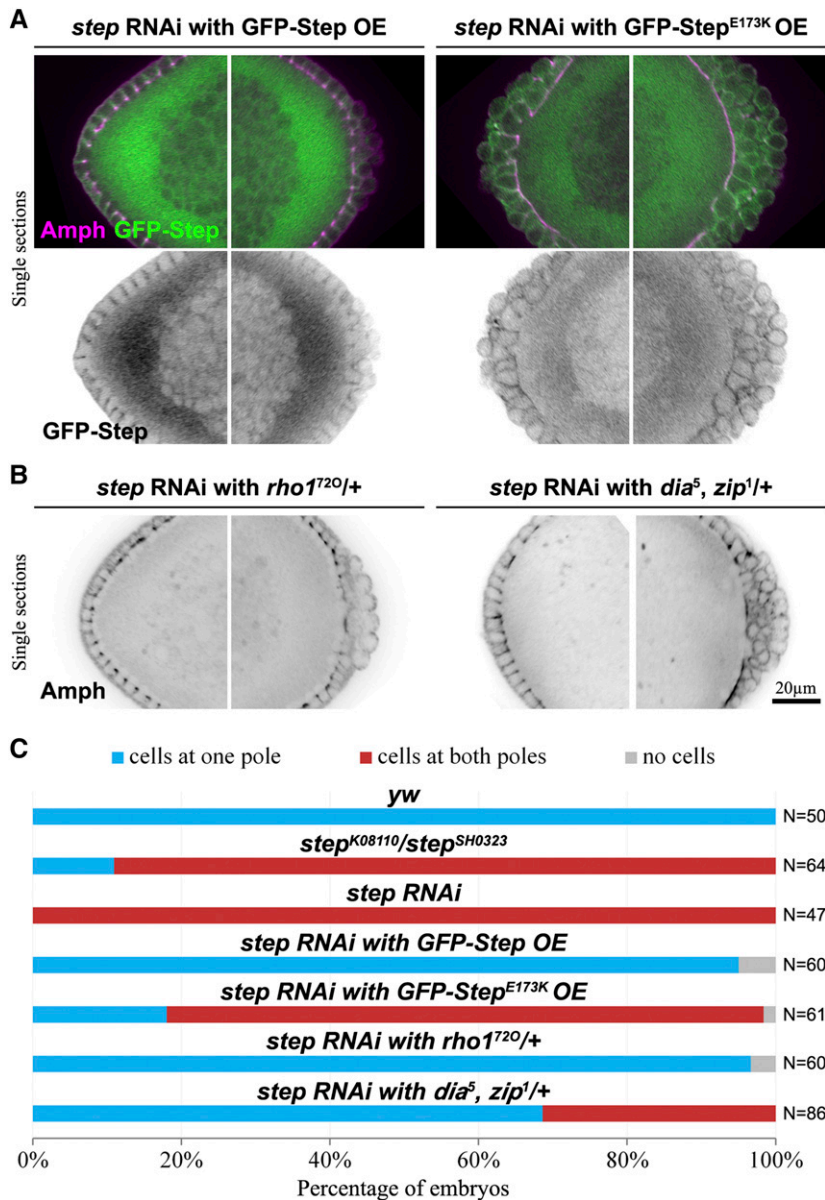 A
step RNAi with GFP-Step OE
step RNAi with GFP-Step^E173K OE
Single sections
Amph GFP-Step
GFP-Step
B
step RNAi with rho1^72O/+
step RNAi with dia^5, zip^1/+
Single sections
Amph
20µm
C
cells at one pole
cells at both poles
no cells
yw
N=50
step^K08110/step^SH0323
N=64
step RNAi
N=47
step RNAi with GFP-Step OE
N=60
step RNAi with GFP-Step^E173K OE
N=61
step RNAi with rho1^72O/+
N=60
step RNAi with dia^5, zip^1/+
N=86
0% 20% 40% 60% 80% 100%
Percentage of embryos